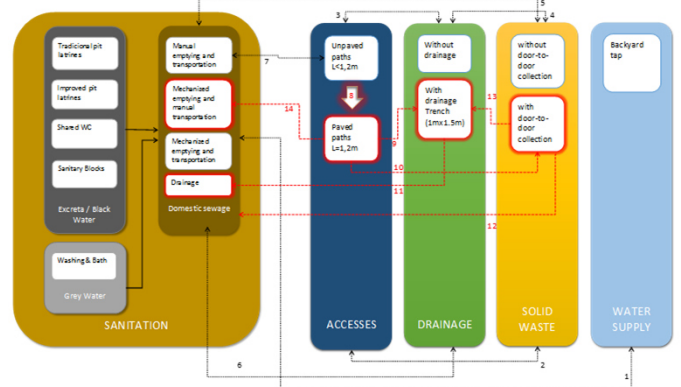 3
5
4
Tradicional pit
latrines
Improved pit
latrines
Shared WC
Sanitary Blocks
Excreta / Black
Water
Washing & Bath
Grey Water
SANITATION
Manual
emptying and
transportation
Mechanized
emptying and
manual
transportation
Mechanized
emptying and
transportation
Drainage
Domestic sewage
7
14
Unpaved
paths
L<1,2m
8
Paved
paths
L=1,2m
ACCESSES
9
10
11
12
13
Without
drainage
With
drainage
Trench
(1mx1.5m)
DRAINAGE
without
door-to-
door
collection
with
door-to-
door
collection
SOLID
WASTE
Backyard
tap
WATER
SUPPLY
6
2
1